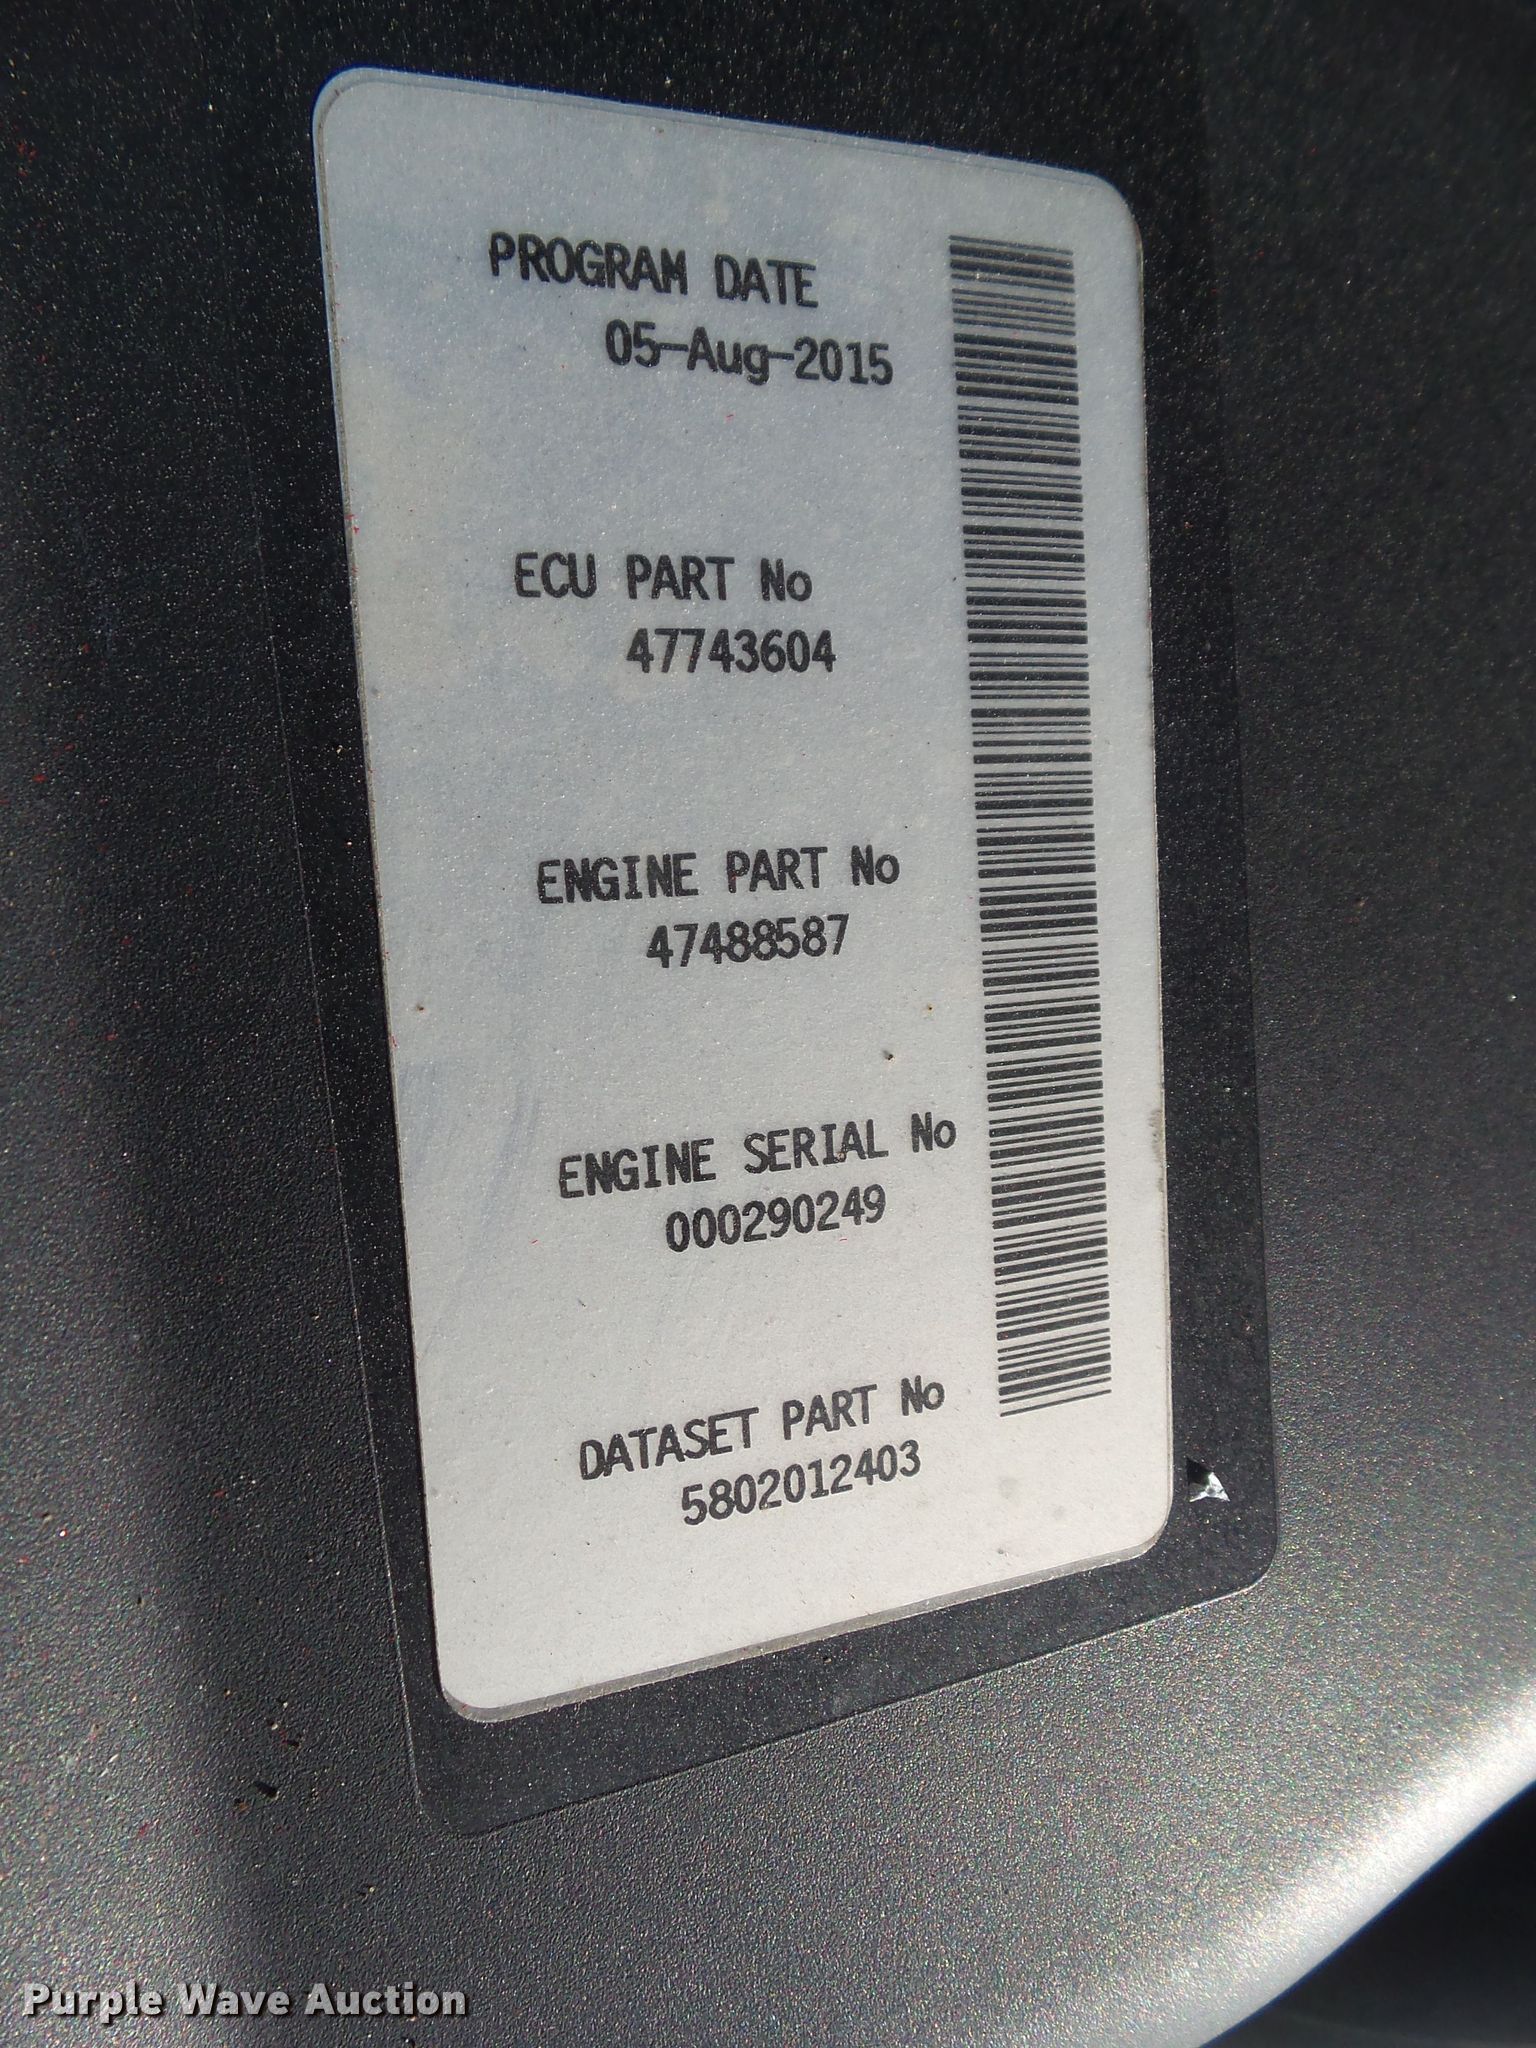 PROGRAM DATE
05-Aug-2015
ECU PART No
47743604
ENGINE PART No
47488587
ENGINE SERIAL No
000290249
DATASET PART No
5802012403
Purple Wave Auction